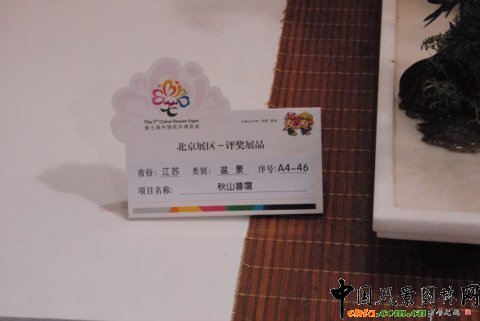 The 7th China Flower Expo
第七届中国花卉博览会
北京展区-评奖展品
省份: 江苏 类别: 盆景 序号: A4-46
项目名称: 秋山暮霭
中国风景园林网